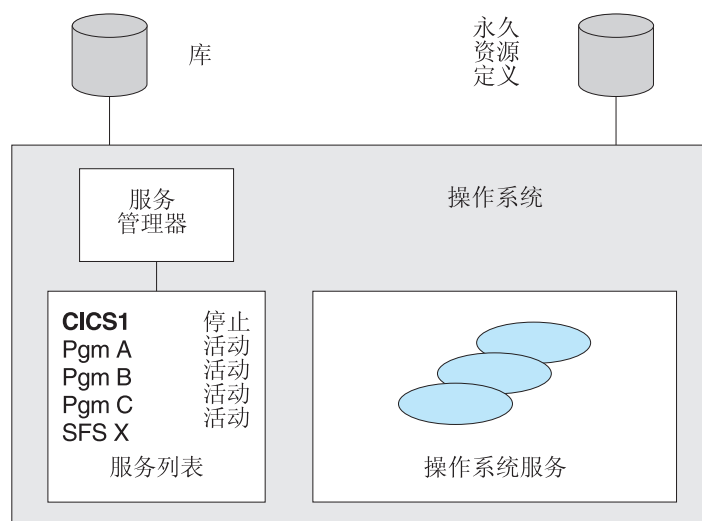 库
永久
资源
定义
服务
管理器
操作系统
CICS1 停止
Pgm A 活动
Pgm B 活动
Pgm C 活动
SFS X 活动
服务列表
操作系统服务